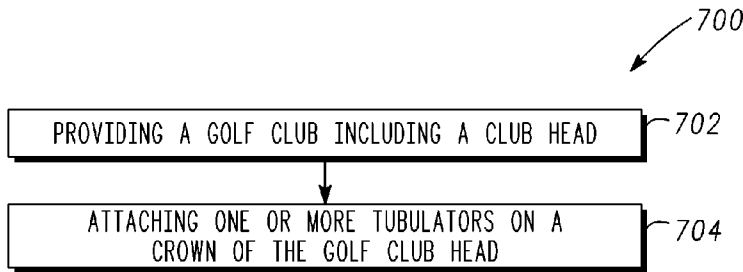 700
PROVIDING A GOLF CLUB INCLUDING A CLUB HEAD
702
ATTACHING ONE OR MORE TUBULATORS ON A
CROWN OF THE GOLF CLUB HEAD
704